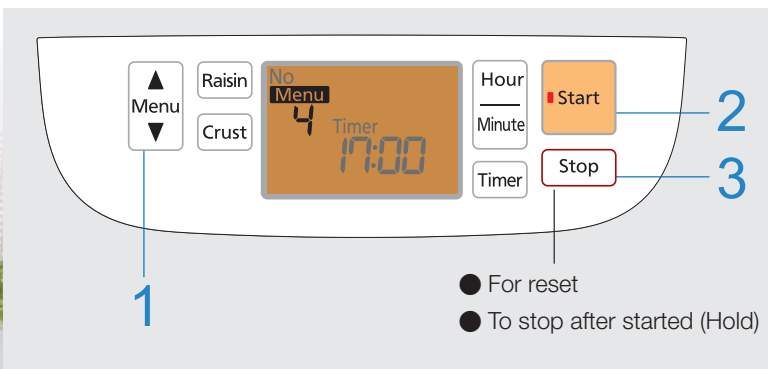 ▲
Menu
▼
Raisin
Crust
No
Menu
4
Timer
17:00
Hour
Minute
Timer
Start
Stop
1
2
3
● For reset
● To stop after started (Hold)